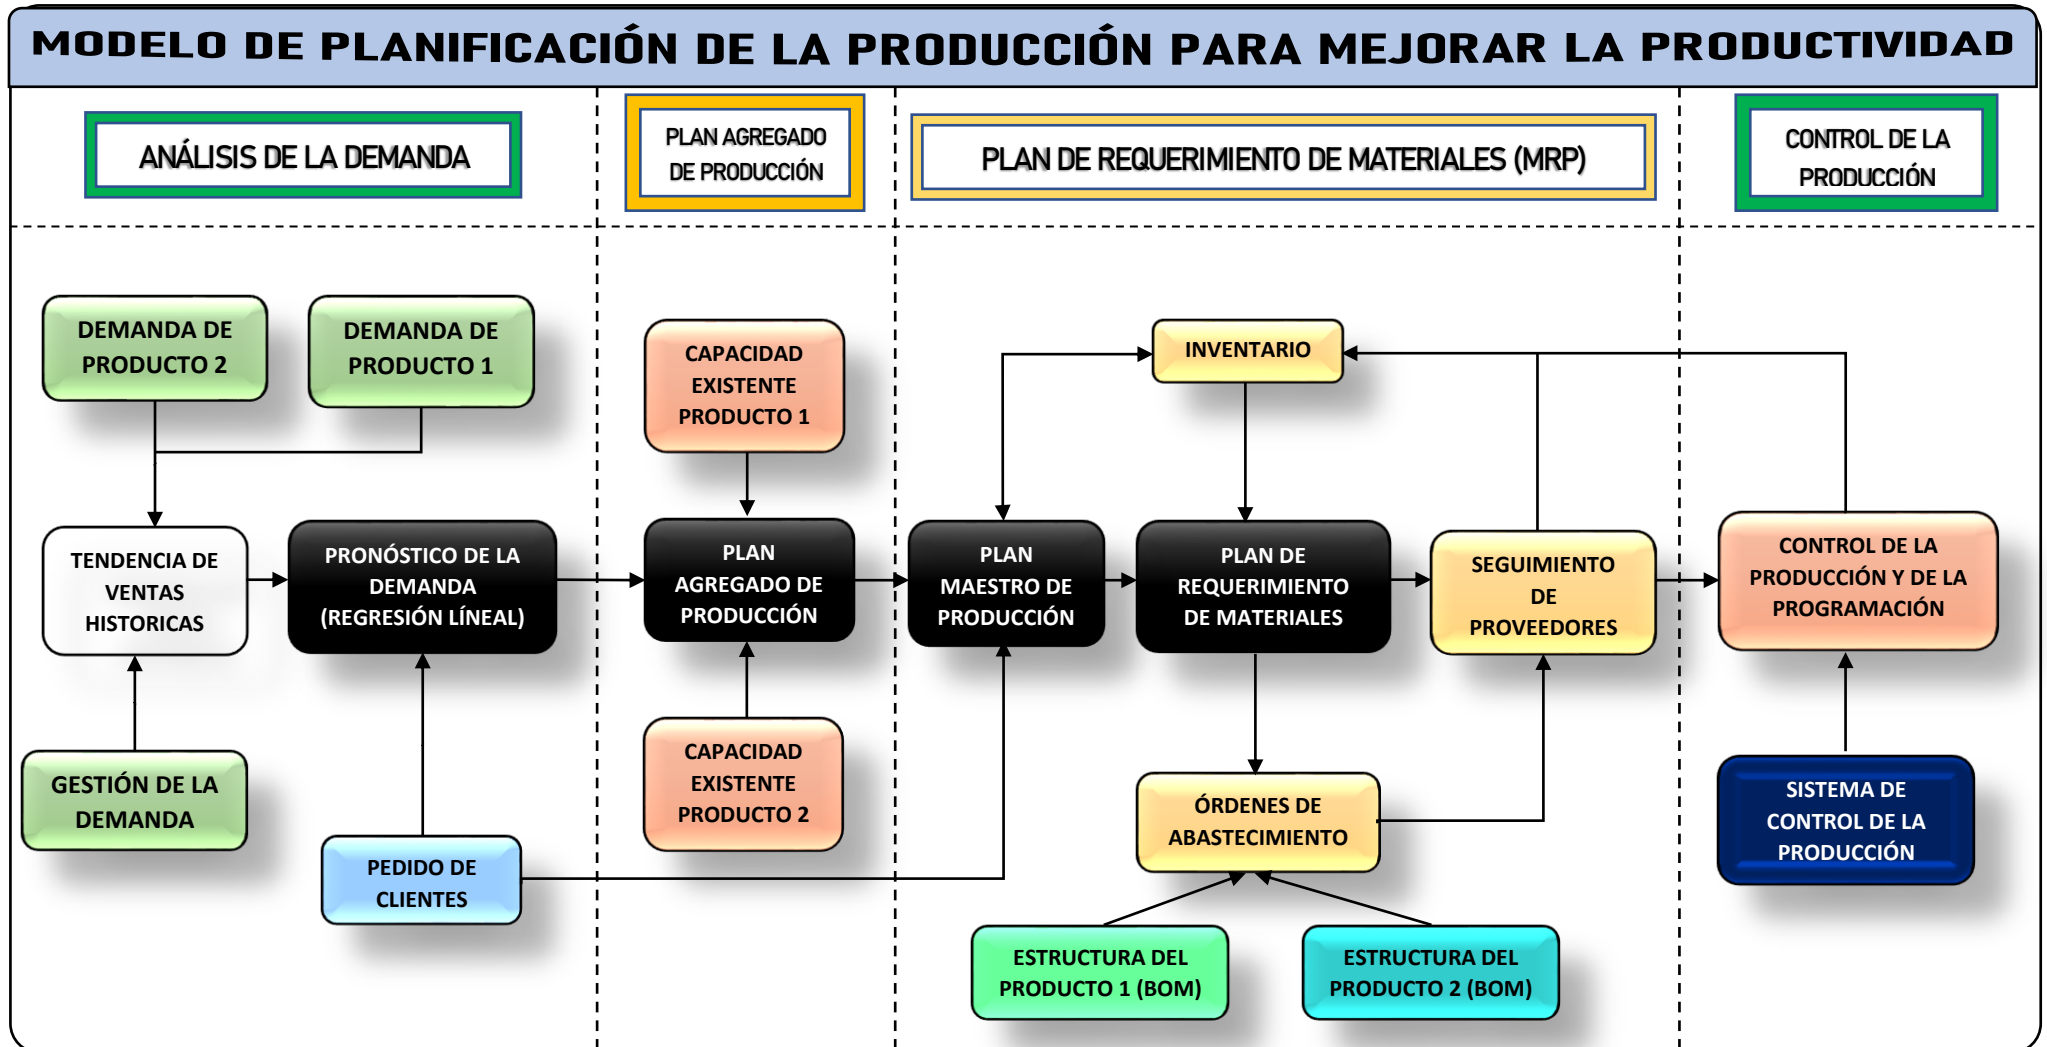 MODELO DE PLANIFICACIÓN DE LA PRODUCCIÓN PARA MEJORAR LA PRODUCTIVIDAD
ANÁLISIS DE LA DEMANDA
PLAN AGREGADO
DE PRODUCCIÓN
PLAN DE REQUERIMIENTO DE MATERIALES (MRP)
CONTROL DE LA
PRODUCCIÓN
DEMANDA DE
PRODUCTO 2
DEMANDA DE
PRODUCTO 1
TENDENCIA DE
VENTAS
HISTORICAS
PRONÓSTICO DE LA
DEMANDA
(REGRESIÓN LÍNEAL)
GESTIÓN DE LA
DEMANDA
PEDIDO DE
CLIENTES
CAPACIDAD
EXISTENTE
PRODUCTO 1
PLAN
AGREGADO DE
PRODUCCIÓN
CAPACIDAD
EXISTENTE
PRODUCTO 2
INVENTARIO
PLAN
MAESTRO DE
PRODUCCIÓN
PLAN DE
REQUERIMIENTO
DE MATERIALES
SEGUIMIENTO
DE
PROVEEDORES
ÓRDENES DE
ABASTECIMIENTO
ESTRUCTURA DEL
PRODUCTO 1 (BOM)
ESTRUCTURA DEL
PRODUCTO 2 (BOM)
CONTROL DE LA
PRODUCCIÓN Y DE LA
PROGRAMACIÓN
SISTEMA DE
CONTROL DE LA
PRODUCCIÓN